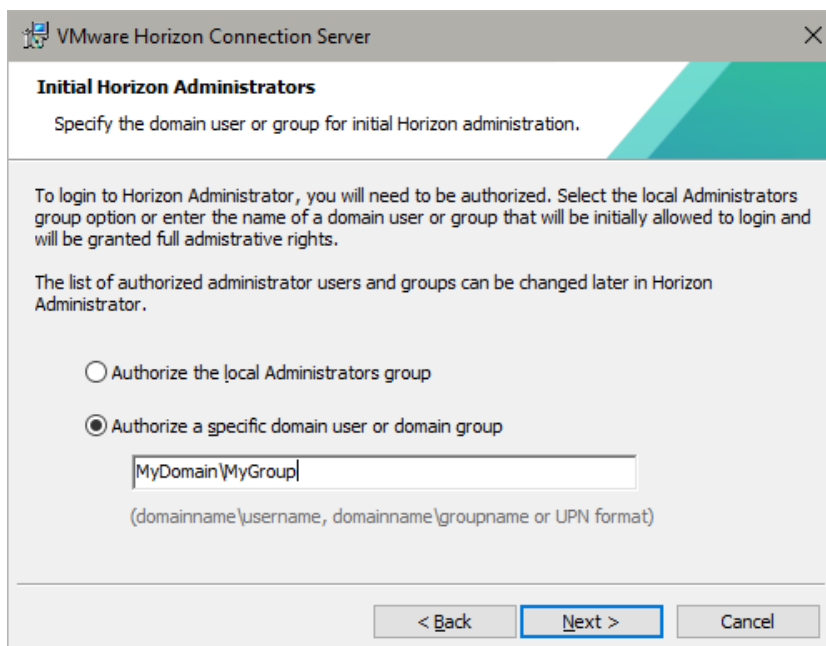 VMware Horizon Connection Server
Initial Horizon Administrators
Specify the domain user or group for initial Horizon administration.
To login to Horizon Administrator, you will need to be authorized. Select the local Administrators
group option or enter the name of a domain user or group that will be initially allowed to login and
will be granted full admistrative rights.
The list of authorized administrator users and groups can be changed later in Horizon
Administrator.
Authorize the local Administrators group
Authorize a specific domain user or domain group
MyDomain\MyGroup
(domainname\username, domainname\groupname or UPN format)
< Back
Next >
Cancel